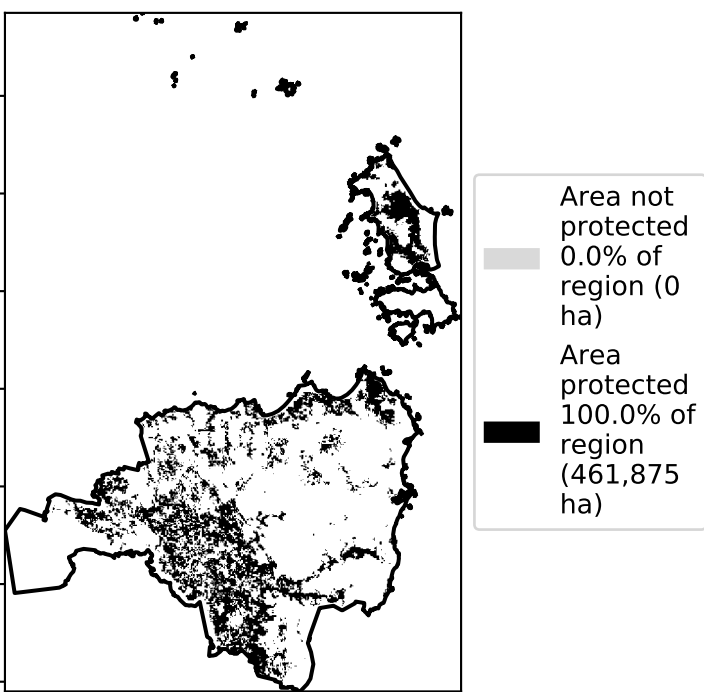 Area not
protected
0.0% of
region (0
ha)
Area
protected
100.0% of
region
(461,875
ha)